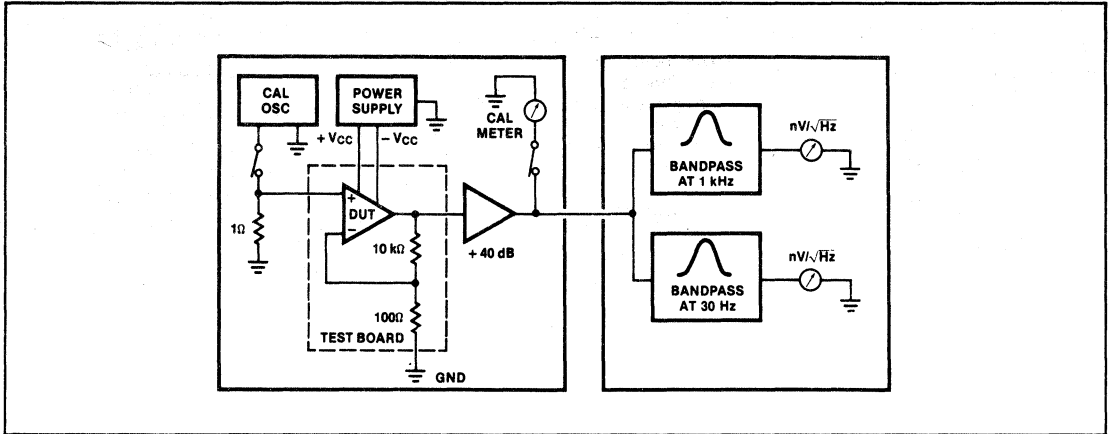 CAL
OSC
POWER
SUPPLY
CAL
METER
+ VCC
– VCC
+
DUT
–
1Ω
10 kΩ
100Ω
TEST BOARD
GND
+ 40 dB
BANDPASS
AT 1 kHz
nV/√Hz
BANDPASS
AT 30 Hz
nV/√Hz